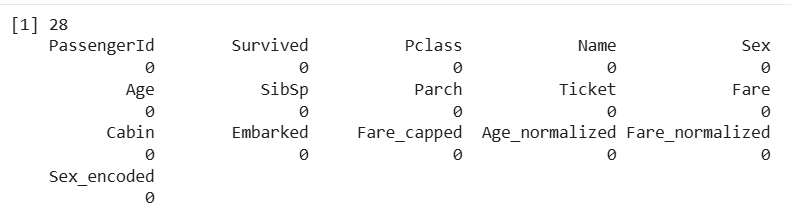 [1] 28
PassengerId Survived Pclass Name Sex
0 0 0 0 0
Age SibSp Parch Ticket Fare
0 0 0 0 0
Cabin Embarked Fare_capped Age_normalized Fare_normalized
0 0 0 0 0
Sex_encoded
0